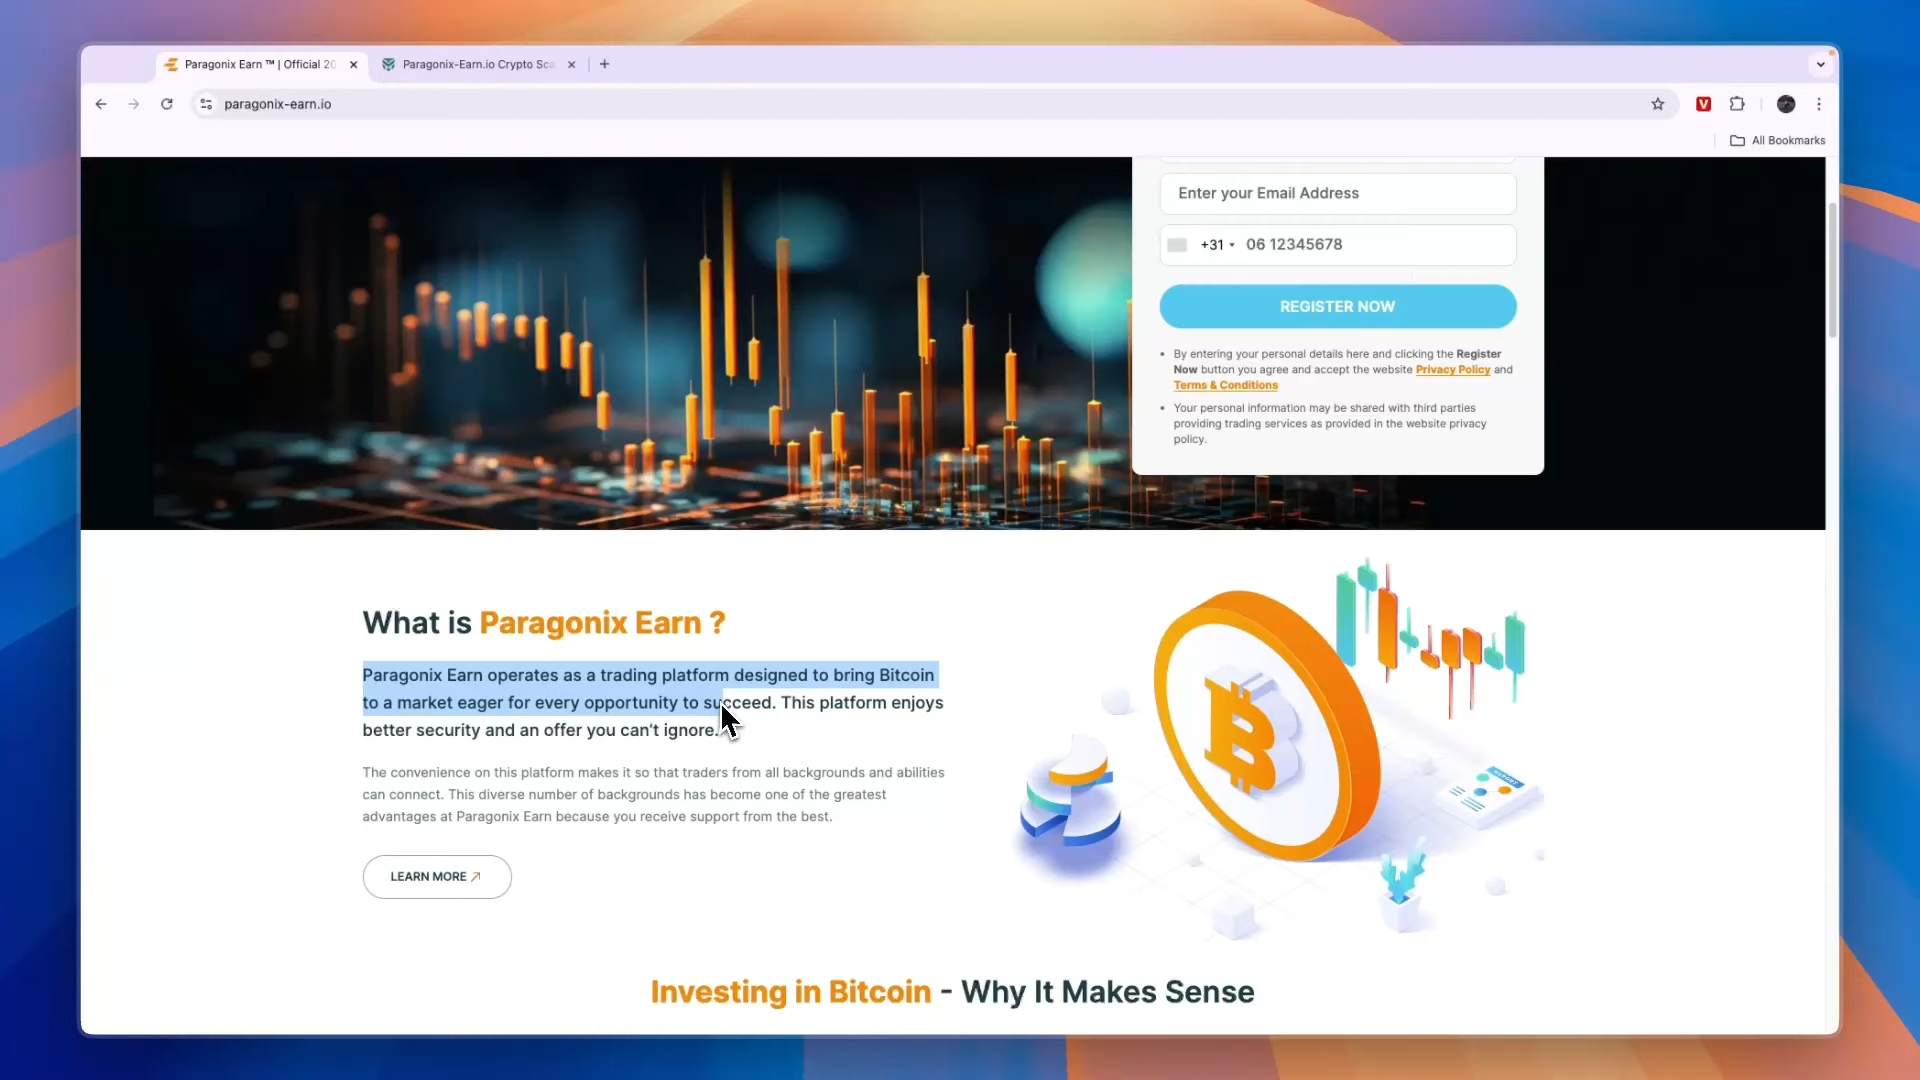 Paragonix Earn ™ | Official 20
Paragonix-Earn.io Crypto Sca
paragonix-earn.io
V
All Bookmarks
Enter your Email Address
+31
06 12345678
REGISTER NOW
• By entering your personal details here and clicking the Register
Now button you agree and accept the website Privacy Policy and
Terms & Conditions
• Your personal information may be shared with third parties
providing trading services as provided in the website privacy
policy.
What is Paragonix Earn ?
Paragonix Earn operates as a trading platform designed to bring Bitcoin
to a market eager for every opportunity to succeed. This platform enjoys
better security and an offer you can't ignore.
The convenience on this platform makes it so that traders from all backgrounds and abilities
can connect. This diverse number of backgrounds has become one of the greatest
advantages at Paragonix Earn because you receive support from the best.
LEARN MORE
REPORT
Investing in Bitcoin - Why It Makes Sense